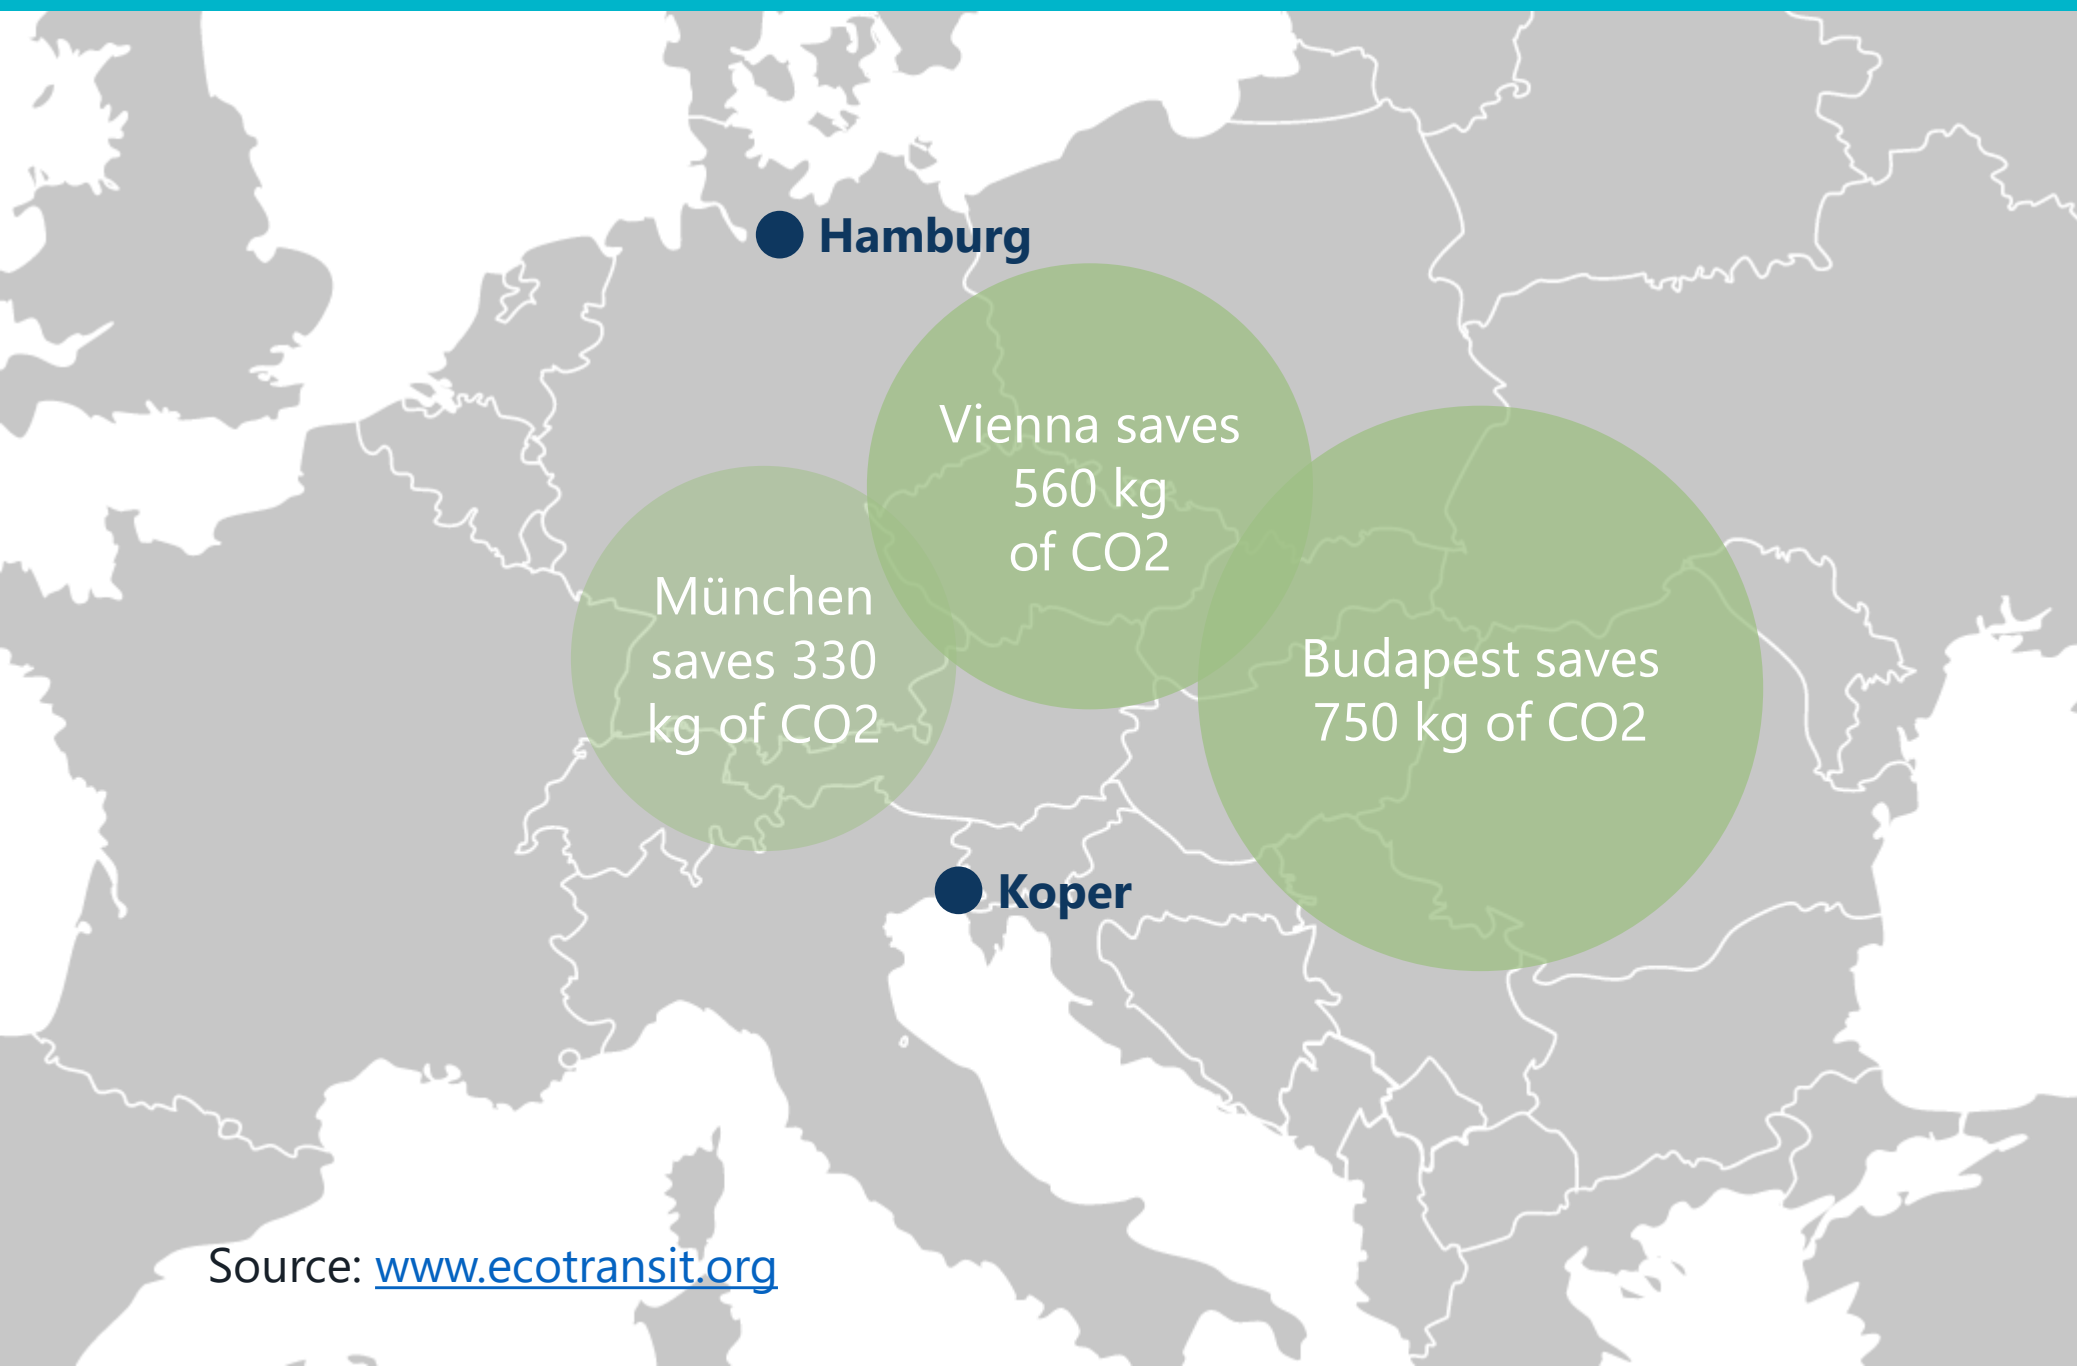 Hamburg
Vienna saves
560 kg
of CO2
München
saves 330
kg of CO2
Budapest saves
750 kg of CO2
Koper
Source: www.ecotransit.org